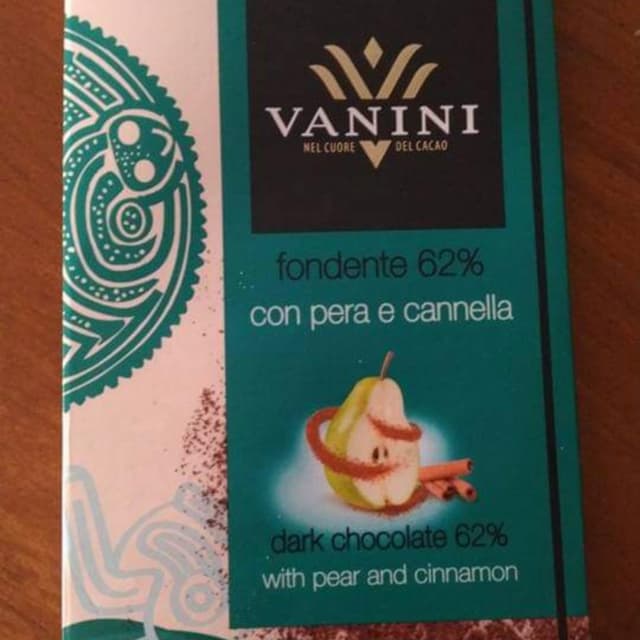 VANINI
NEL CUORE DEL CACAO
fondente 62%
con pera e cannella
dark chocolate 62%
with pear and cinnamon